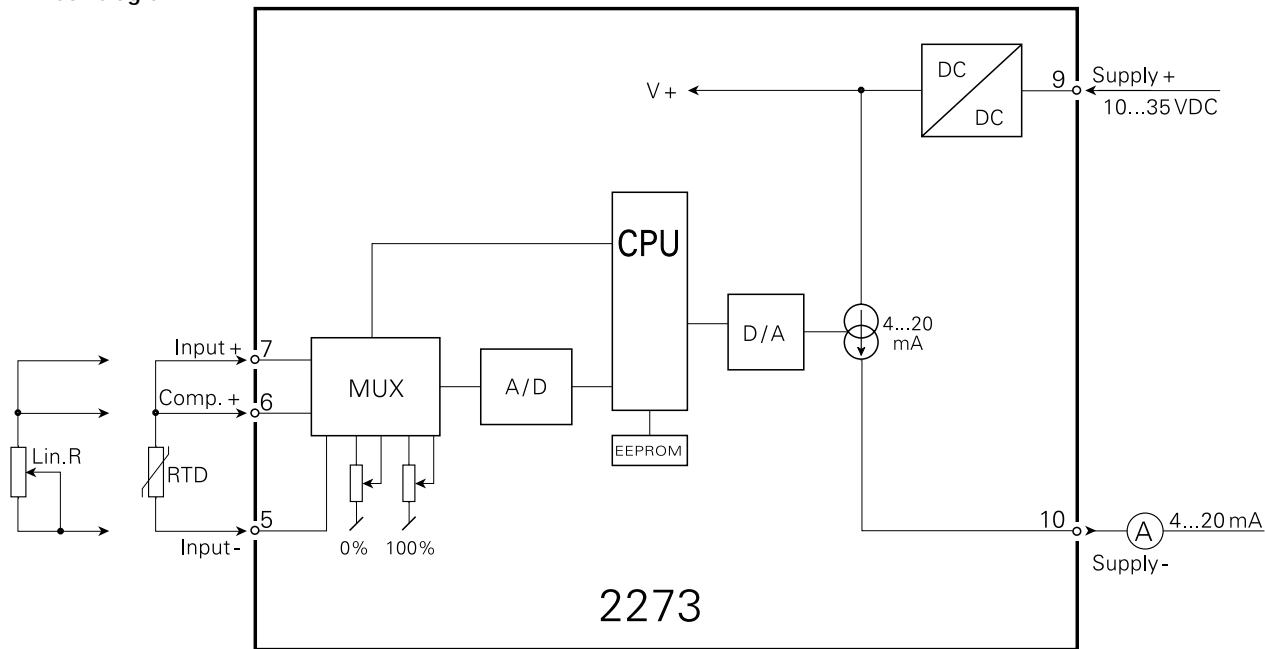 DC
DC
9
Supply +
10...35 VDC
V +
CPU
4...20
mA
D/A
Input +
7
MUX
A/D
Comp. +
6
EEPROM
Lin.R
RTD
5
Input -
0%
100%
10
A
4...20 mA
Supply -
2273